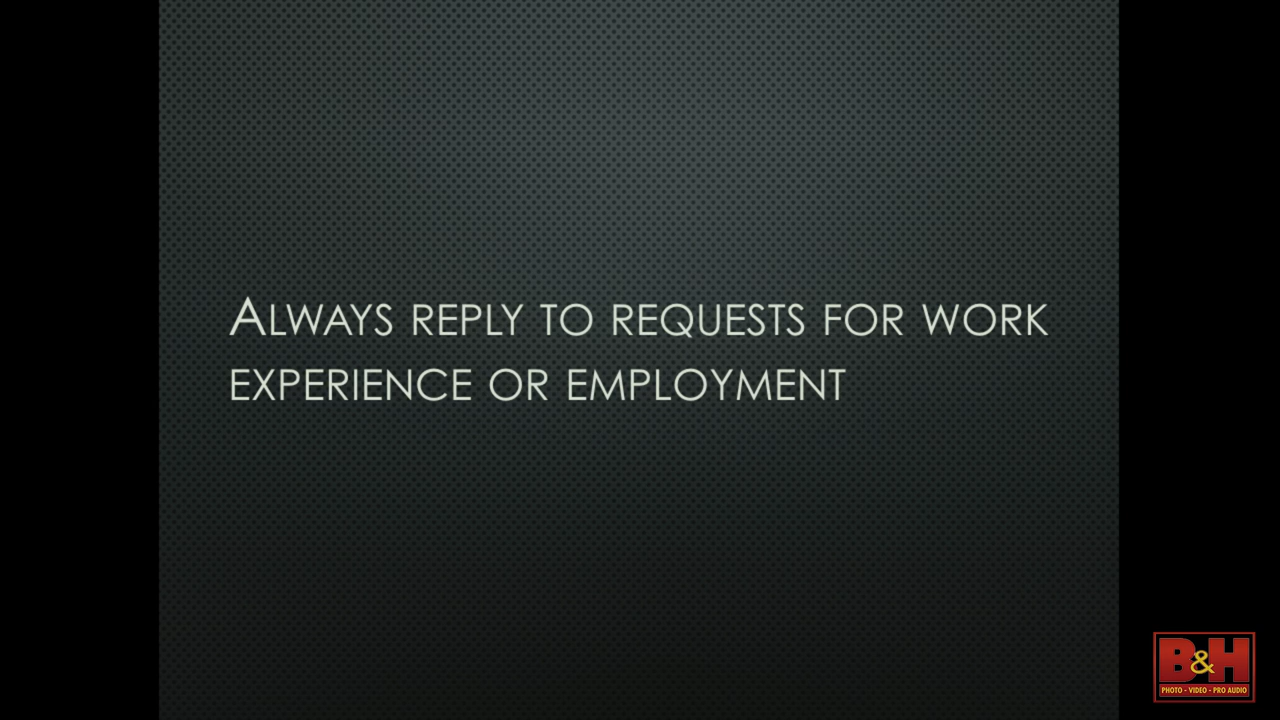 Always reply to requests for work
experience or employment
B&H
PHOTO - VIDEO - PRO AUDIO